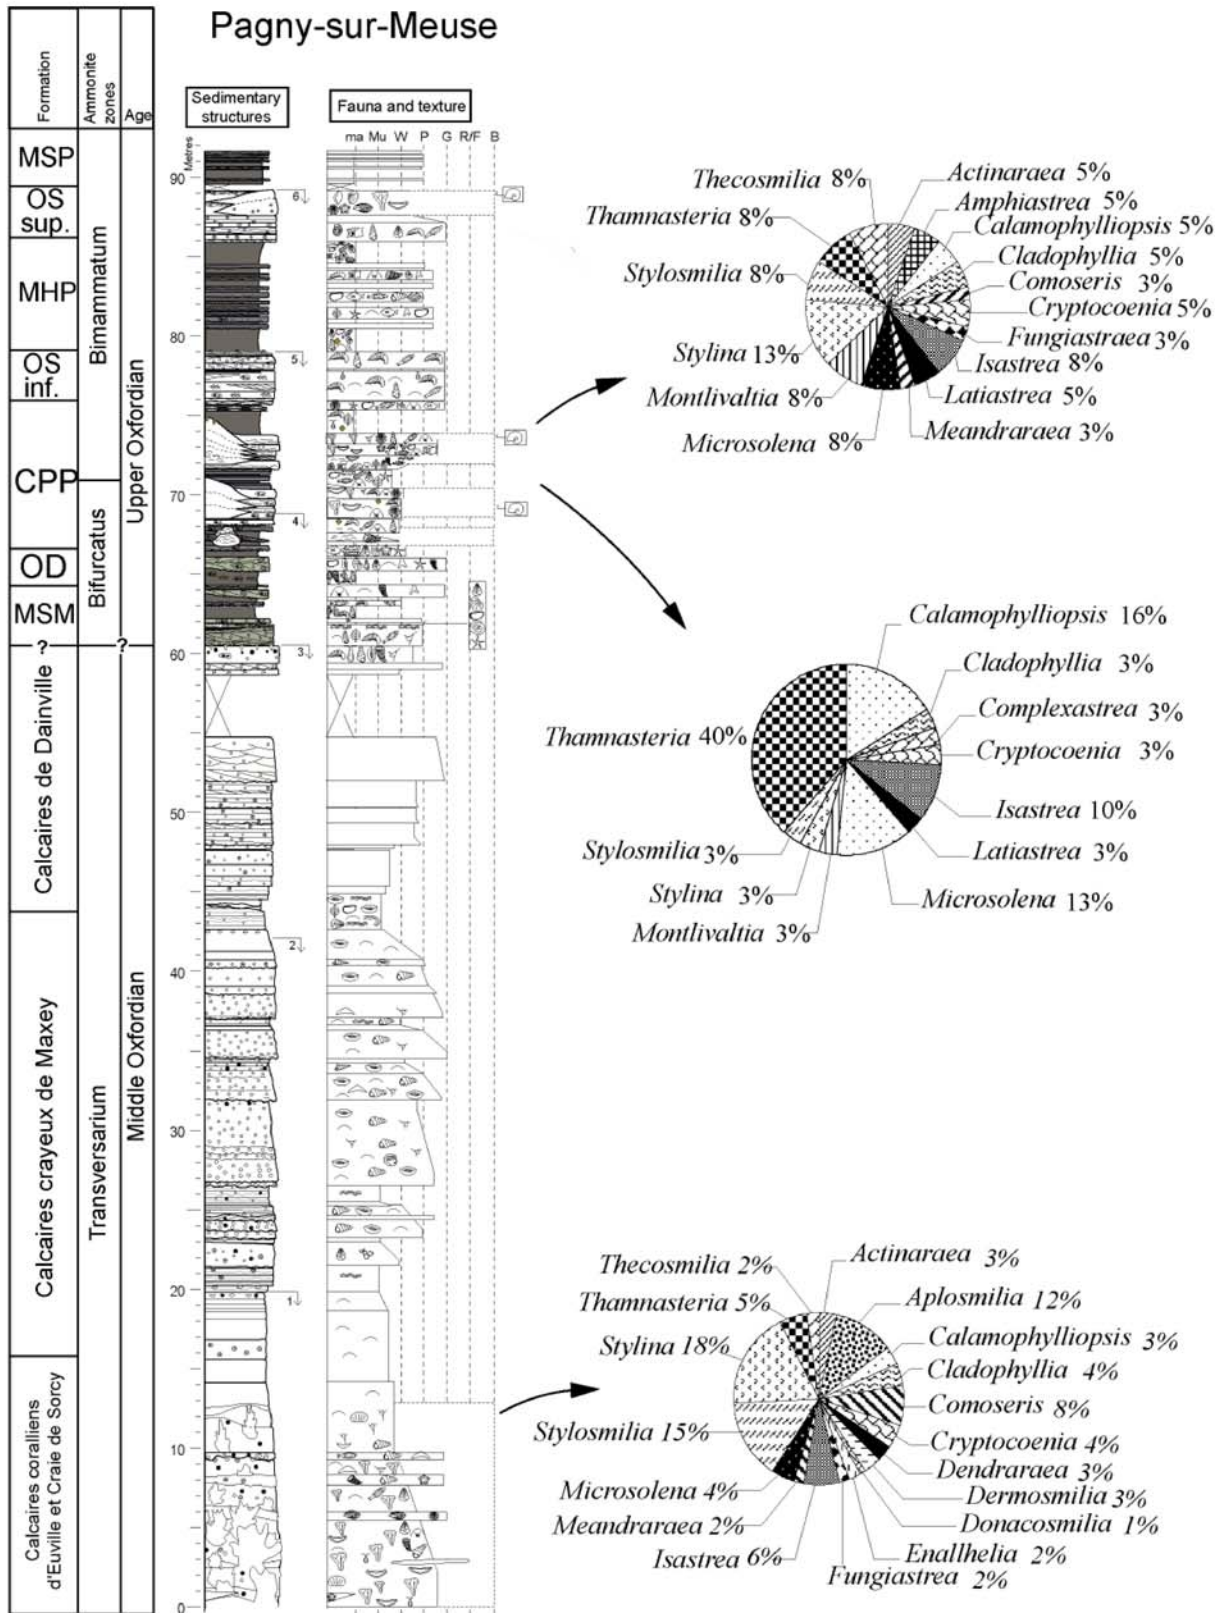 Pagny-sur-Meuse
Formation
Ammonite zones
Age
Sedimentary structures
Fauna and texture
Metres
ma Mu W P G R/F B
MSP
OS sup.
MHP
OS inf.
CPP
OD
MSM
?
Calcaires de Dainville
Calcaires crayeux de Maxey
Calcaires coralliens d'Euville et Craie de Sorcy
Bimammatum
Bifurcatus
?
Transversarium
Upper Oxfordian
Middle Oxfordian
90
80
70
60
50
40
30
20
10
0
6
5
4
3
2
1
Thecosmilia 8%
Thamnasteria 8%
Stylosmilia 8%
Stylina 13%
Montlivaltia 8%
Microsolena 8%
Actinaraea 5%
Amphiastrea 5%
Calamophylliopsis 5%
Cladophyllia 5%
Comoseris 3%
Cryptocoenia 5%
Fungiastraea 3%
Isastrea 8%
Latiastrea 5%
Meandraraea 3%
Calamophylliopsis 16%
Cladophyllia 3%
Complexastrea 3%
Cryptocoenia 3%
Isastrea 10%
Latiastrea 3%
Microsolena 13%
Thamnasteria 40%
Stylosmilia 3%
Stylina 3%
Montlivaltia 3%
Thecosmilia 2%
Thamnasteria 5%
Stylina 18%
Stylosmilia 15%
Microsolena 4%
Meandraraea 2%
Isastrea 6%
Actinaraea 3%
Aplosmilia 12%
Calamophylliopsis 3%
Cladophyllia 4%
Comoseris 8%
Cryptocoenia 4%
Dendraraea 3%
Dermosmilia 3%
Donacosmilia 1%
Enallhelia 2%
Fungiastrea 2%